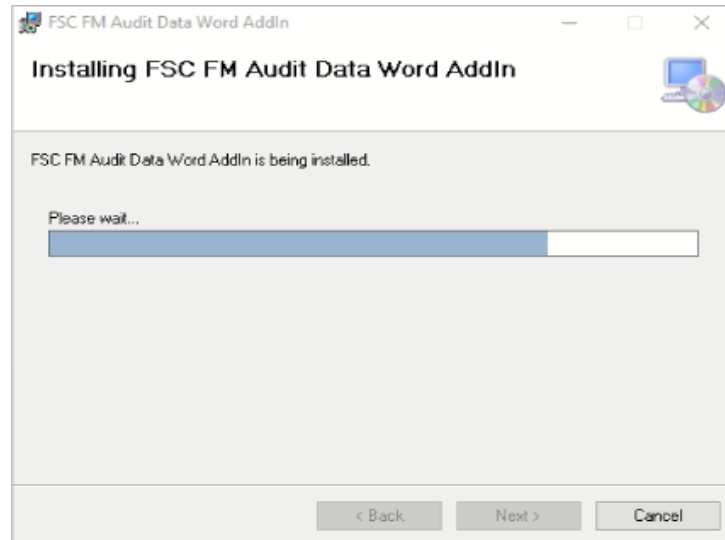 FSC FM Audit Data Word AddIn
Installing FSC FM Audit Data Word AddIn
FSC FM Audit Data Word AddIn is being installed.
Please wait...
< Back
Next >
Cancel